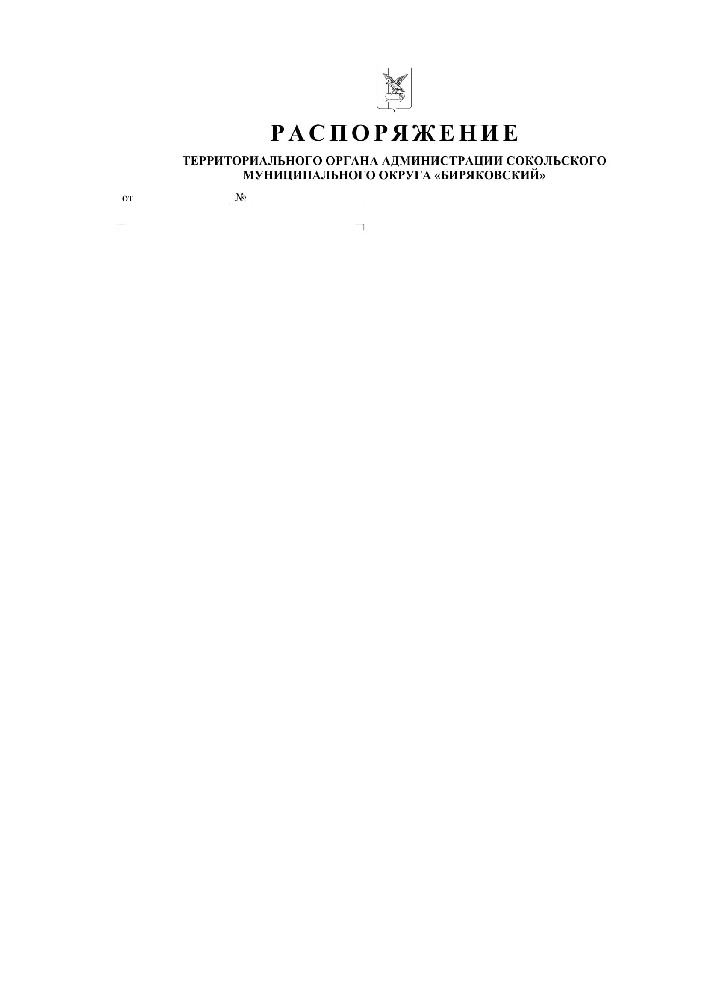 РАСПОРЯЖЕНИЕ
ТЕРРИТОРИАЛЬНОГО ОРГАНА АДМИНИСТРАЦИИ СОКОЛЬСКОГО
МУНИЦИПАЛЬНОГО ОКРУГА «БИРЯКОВСКИЙ»
от №